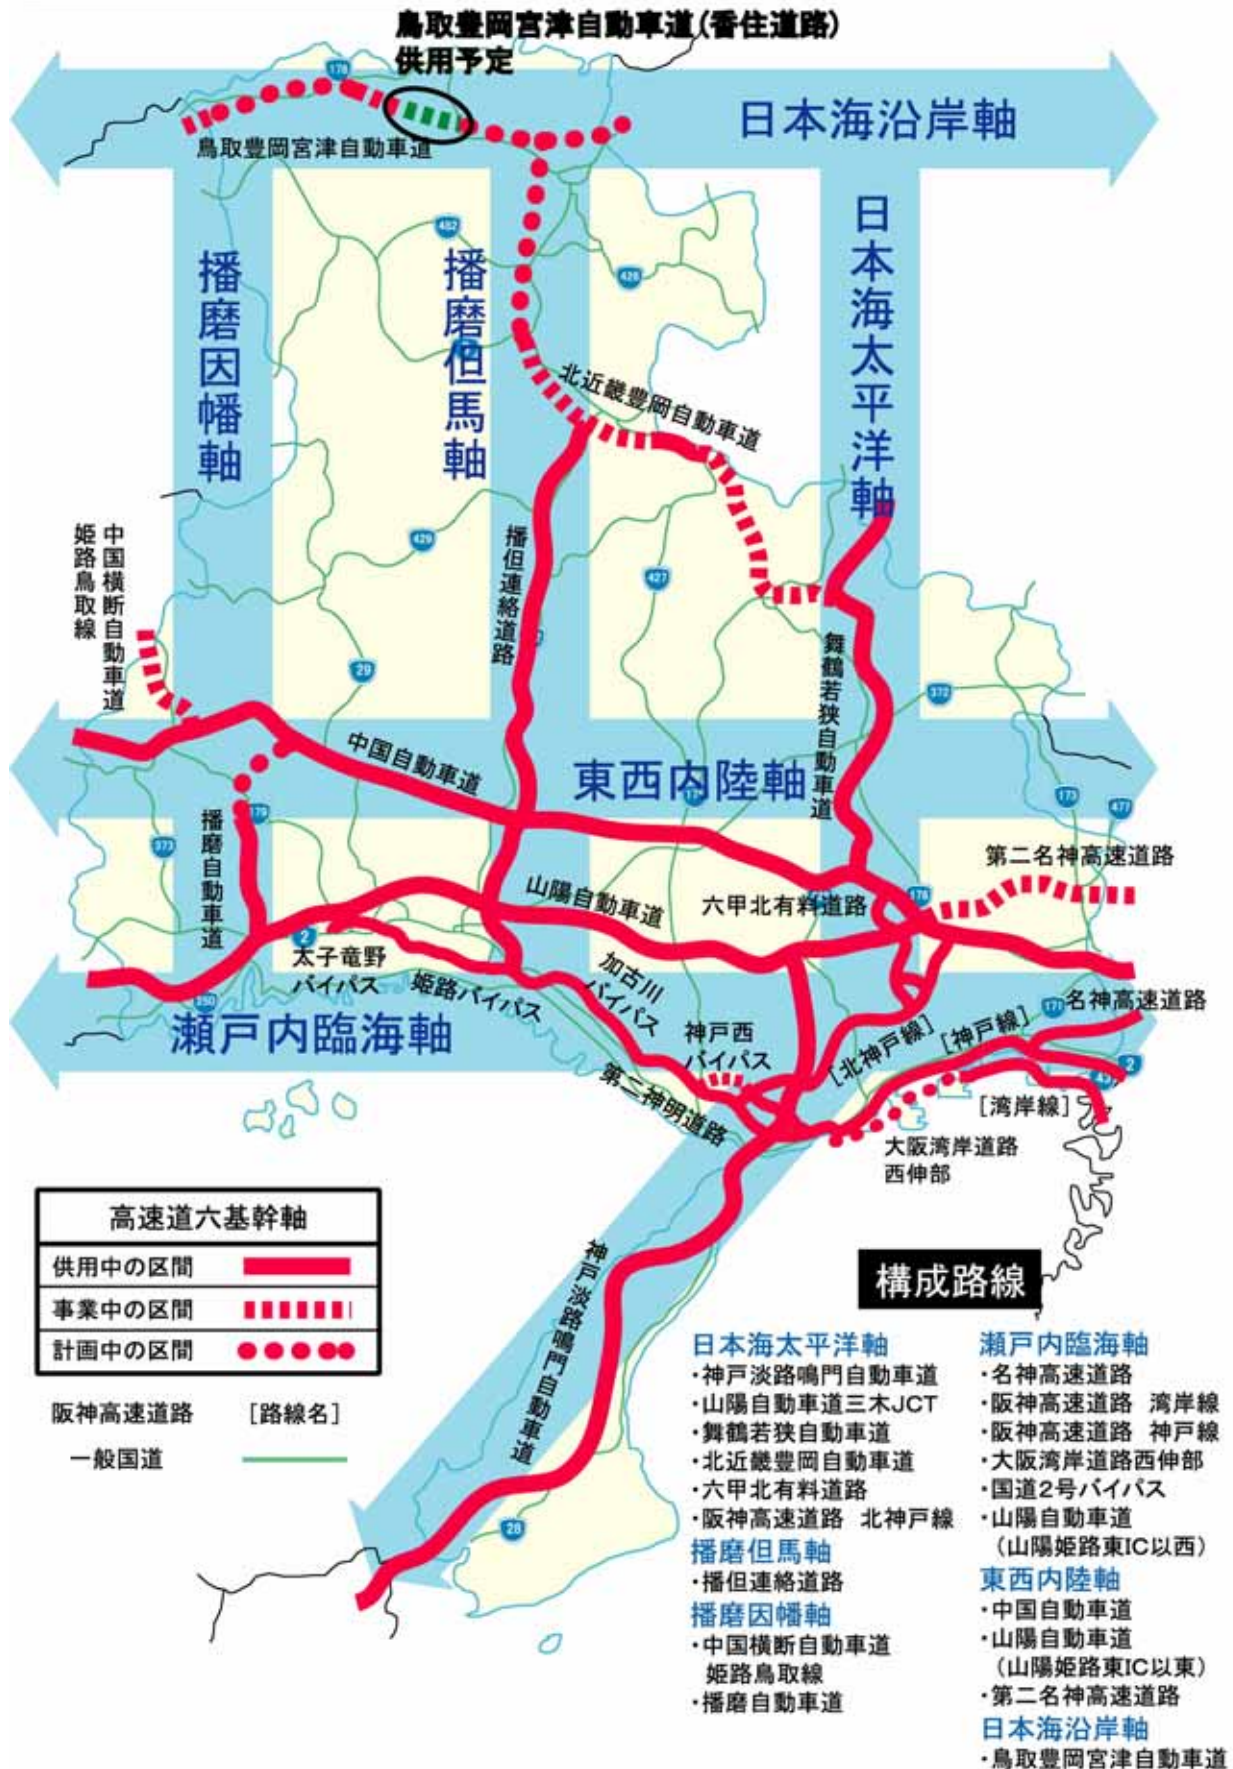 鳥取豊岡宮津自動車道(香住道路)
供用予定
178
日本海沿岸軸
鳥取豊岡宮津自動車道
播磨因幡軸
播磨但馬軸
日本海太平洋軸
482
426
北近畿豊岡自動車道
中国横断自動車道
姫路鳥取線
429
播但連絡道路
427
29
舞鶴若狭自動車道
372
中国自動車道
東西内陸軸
173
477
179
播磨自動車道
373
第二名神高速道路
山陽自動車道
六甲北有料道路
176
2
太子竜野
バイパス
姫路バイパス
加古川
バイパス
250
瀬戸内臨海軸
神戸西
バイパス
[北神戸線]
[神戸線]
171
名神高速道路
2
43
第二神明道路
[湾岸線]
大阪湾岸道路
西伸部
神戸淡路鳴門自動車道
28
高速道六基幹軸
供用中の区間
事業中の区間
計画中の区間
阪神高速道路 [路線名]
一般国道
構成路線
日本海太平洋軸
・神戸淡路鳴門自動車道
・山陽自動車道三木JCT
・舞鶴若狭自動車道
・北近畿豊岡自動車道
・六甲北有料道路
・阪神高速道路 北神戸線
播磨但馬軸
・播但連絡道路
播磨因幡軸
・中国横断自動車道
姫路鳥取線
・播磨自動車道
瀬戸内臨海軸
・名神高速道路
・阪神高速道路 湾岸線
・阪神高速道路 神戸線
・大阪湾岸道路西伸部
・国道2号バイパス
・山陽自動車道
(山陽姫路東IC以西)
東西内陸軸
・中国自動車道
・山陽自動車道
(山陽姫路東IC以東)
・第二名神高速道路
日本海沿岸軸
・鳥取豊岡宮津自動車道